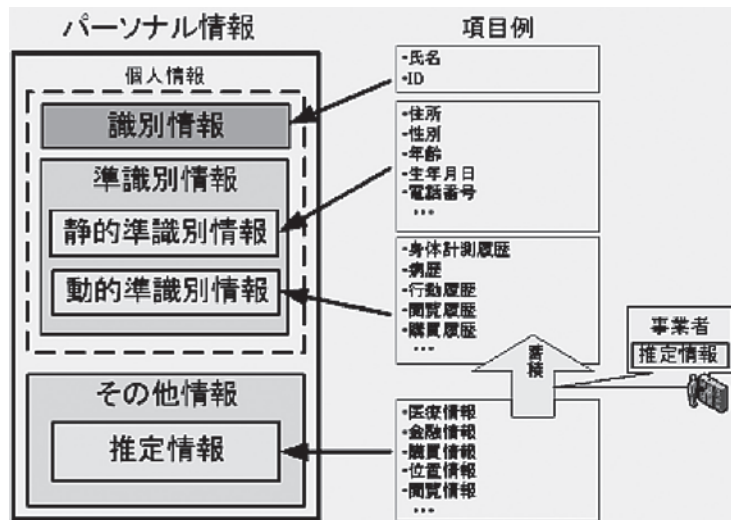 パーソナル情報
個人情報
識別情報
準識別情報
静的準識別情報
動的準識別情報
その他情報
推定情報
項目例
・氏名
・ID
・住所
・性別
・年齢
・生年月日
・電話番号
…
・身体計測履歴
・病歴
・行動履歴
・閲覧履歴
・購買履歴
…
蓄積
事業者
推定情報
・医療情報
・金融情報
・購買情報
・位置情報
・閲覧情報
…